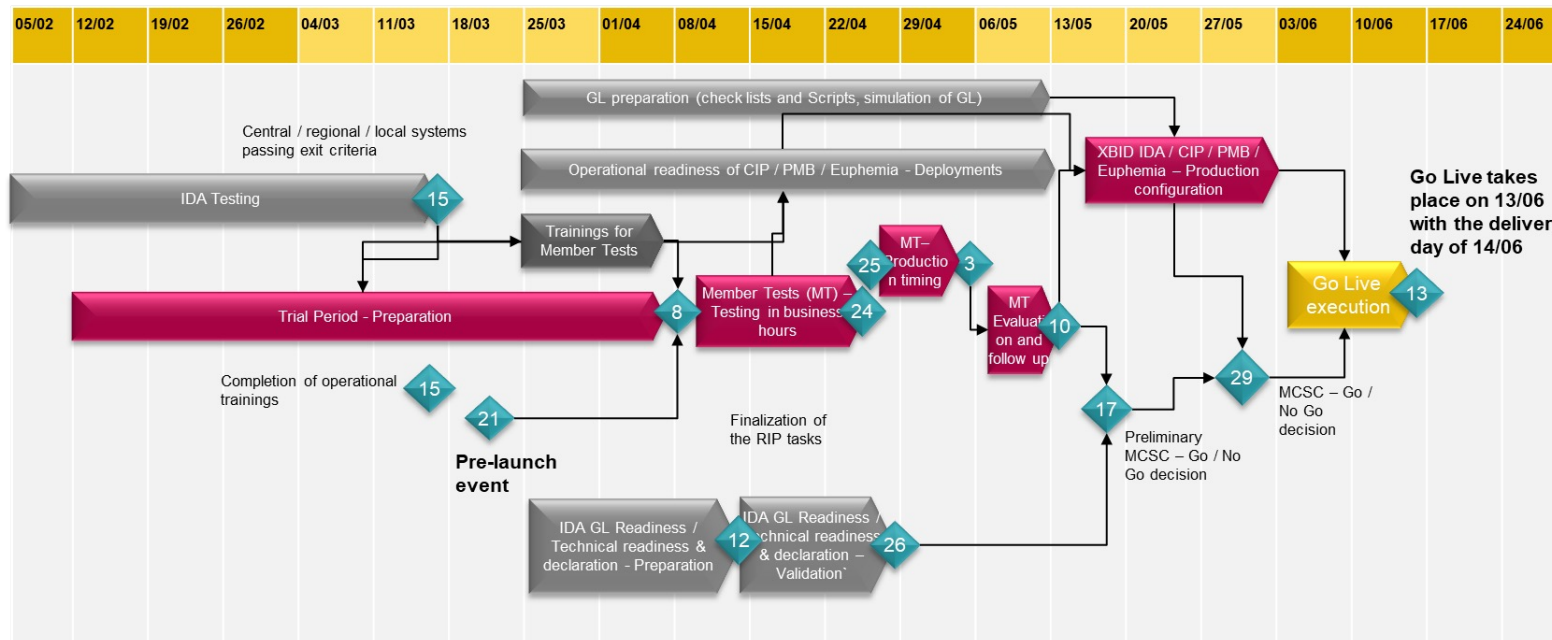 05/02 12/02 19/02 26/02 04/03 11/03 18/03 25/03 01/04 08/04 15/04 22/04 29/04 06/05 13/05 20/05 27/05 03/06 10/06 17/06 24/06
GL preparation (check lists and Scripts, simulation of GL)
Central / regional / local systems
passing exit criteria
Operational readiness of CIP / PMB / Euphemia - Deployments
XBID IDA / CIP / PMB /
Euphemia – Production
configuration
Go Live takes
place on 13/06
with the deliver
day of 14/06
IDA Testing
15
Trainings for
Member Tests
25
MT–
Productio
n timing
3
Trial Period - Preparation
8
Member Tests (MT) –
Testing in business
hours
24
MT
Evaluati
on and
follow up
10
Go Live
execution
13
Completion of operational
trainings
15
21
Pre-launch
event
Finalization of
the RIP tasks
17
Preliminary
MCSC – Go / No
Go decision
29
MCSC – Go /
No Go
decision
IDA GL Readiness /
Technical readiness &
declaration - Preparation
12
IDA GL Readiness /
echnical readiness
& declaration –
Validation`
26